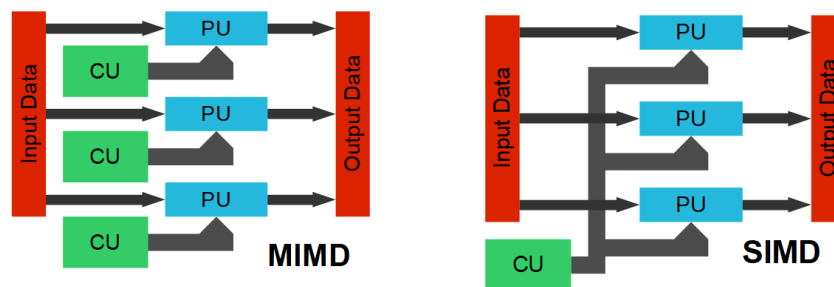 Input Data
PU
CU
PU
CU
PU
CU
Output Data
MIMD
Input Data
PU
PU
PU
CU
Output Data
SIMD